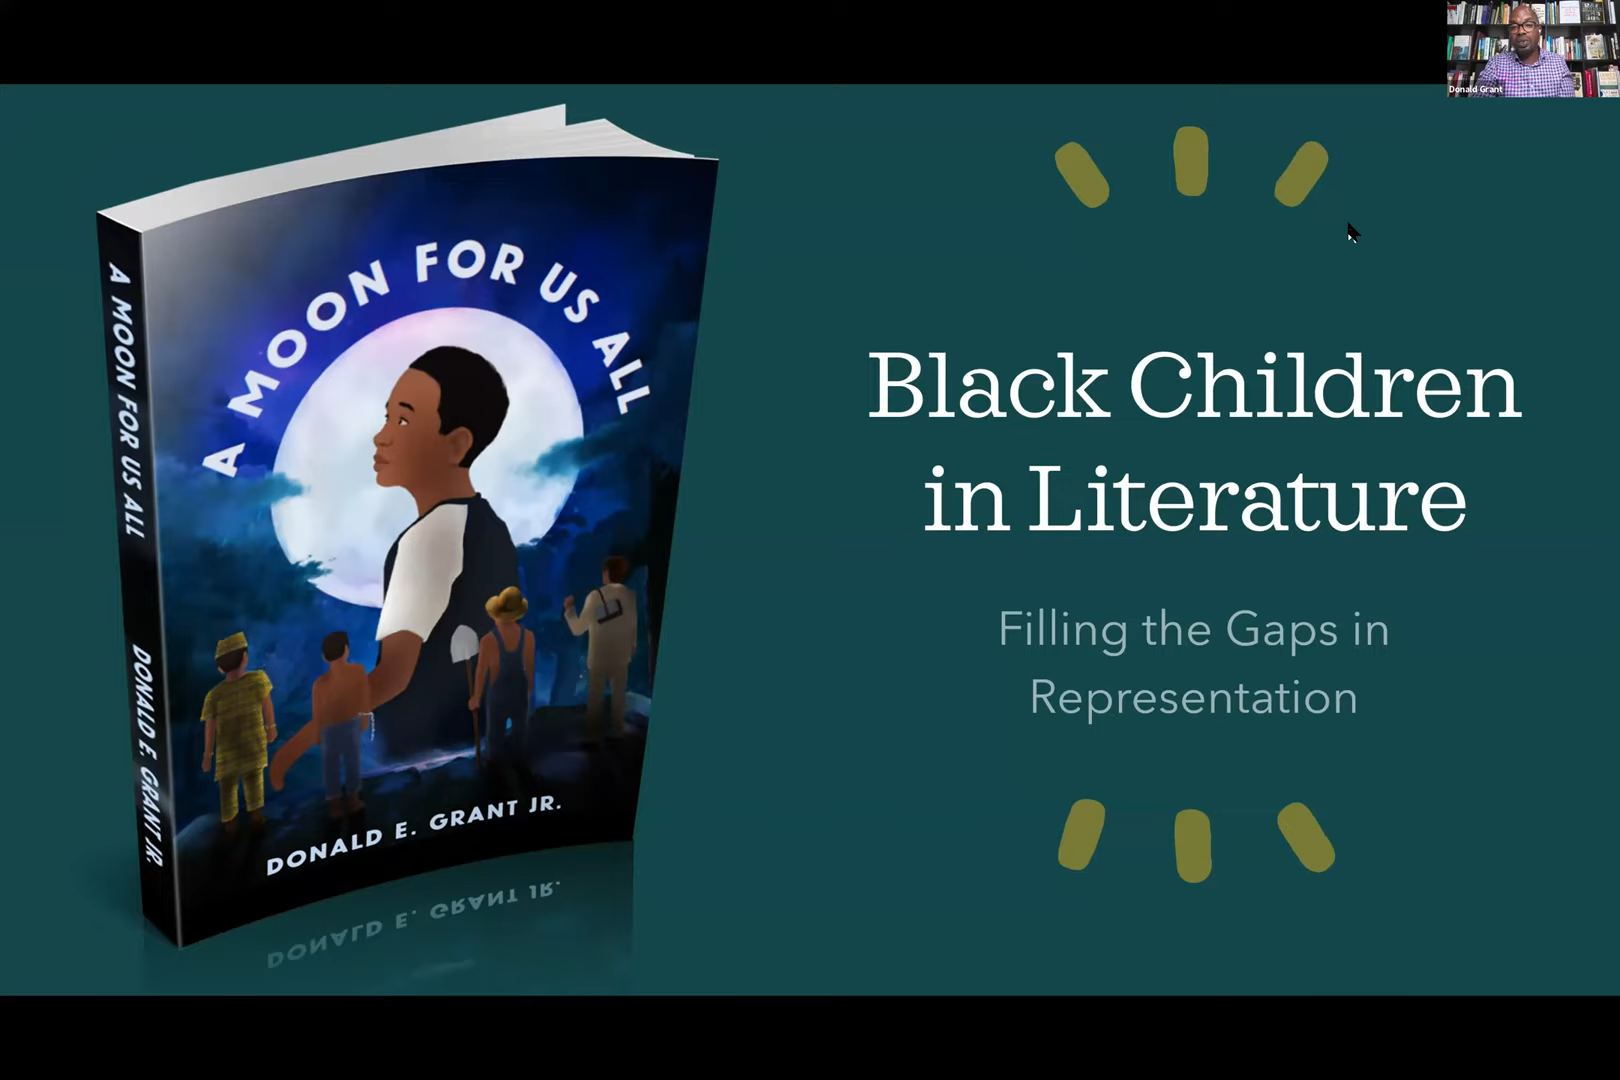 Donald Grant
A MOON FOR US ALL
A MOON FOR US ALL
DONALD E. GRANT JR.
DONALD E. GRANT JR.
DONALD E. GRANT JR.
Black Children
in Literature
Filling the Gaps in
Representation